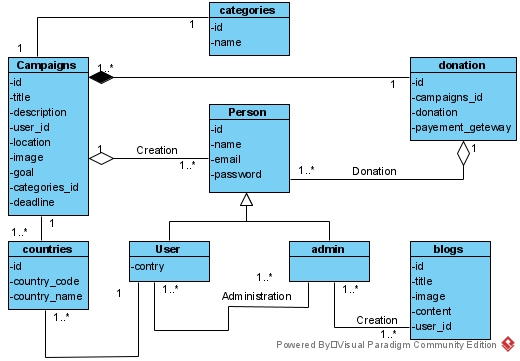 categories
-id
-name
1
1
Campaigns
-id
-title
-description
-user_id
-location
-image
-goal
-categories_id
-deadline
1..*
1
donation
-id
-campaigns_id
-donation
-payement_geteway
Person
-id
-name
-email
-password
1
Creation
1..*
1
1..*
Donation
1
1..*
countries
-id
-country_code
-country_name
User
-contry
admin
blogs
-id
-title
-image
-content
-user_id
1..*
1
1..*
Administration
1..*
Creation
1..*
1..*
Powered By Visual Paradigm Community Edition